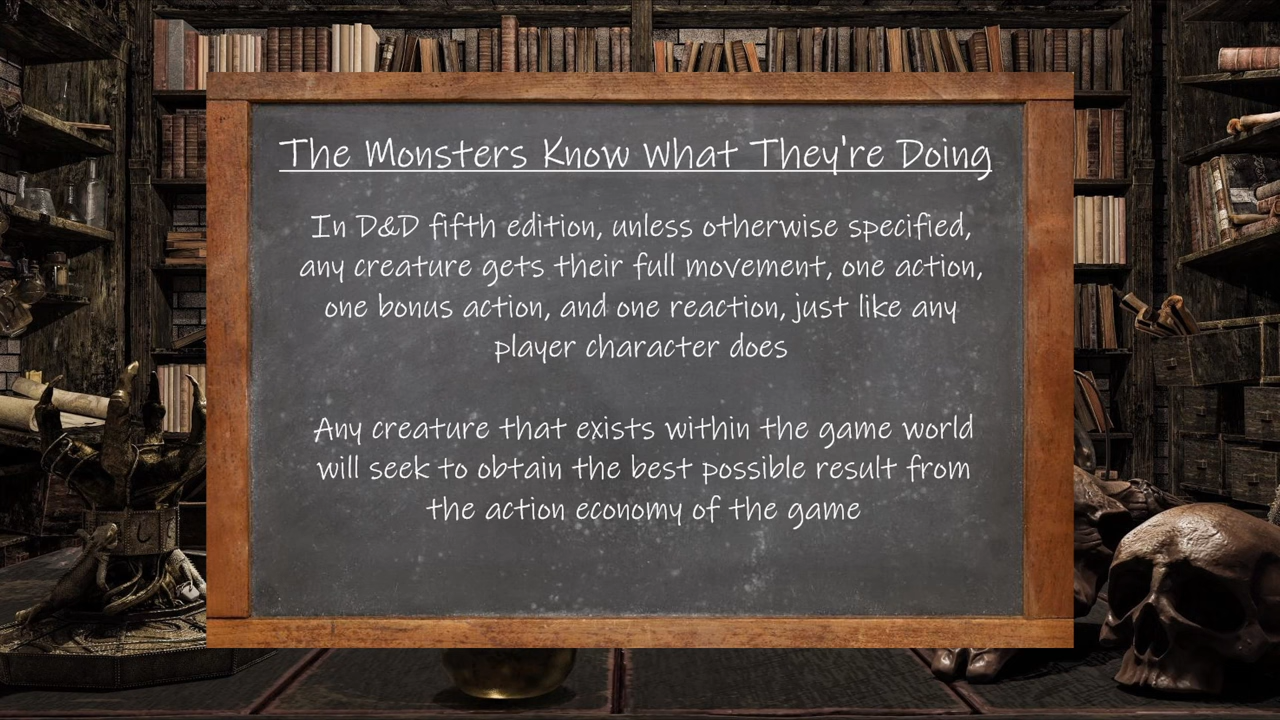 The Monsters Know What They're Doing
In D&D fifth edition, unless otherwise specified,
any creature gets their full movement, one action,
one bonus action, and one reaction, just like any
player character does
Any creature that exists within the game world
will seek to obtain the best possible result from
the action economy of the game